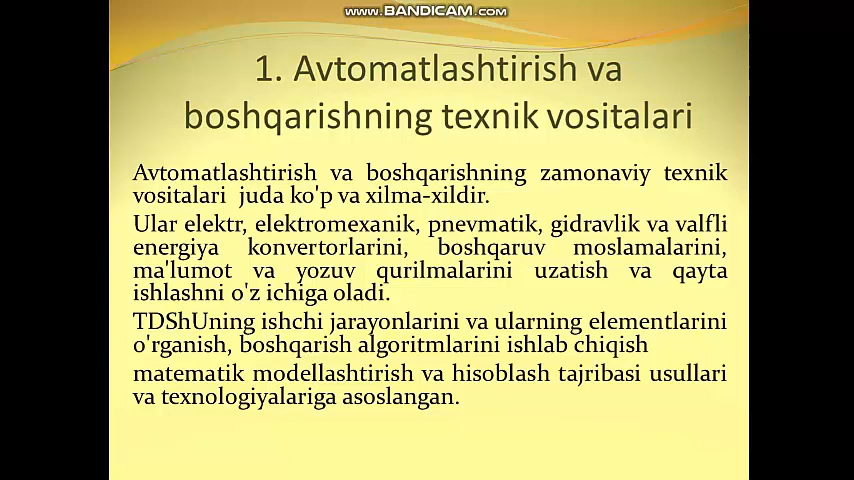 www.BANDICAM.com
1. Avtomatlashtirish va
boshqarishning texnik vositalari
Avtomatlashtirish va boshqarishning zamonaviy texnik
vositalari juda ko'p va xilma-xildir.
Ular elektr, elektromexanik, pnevmatik, gidravlik va valfli
energiya konvertorlarini, boshqaruv moslamalarini,
ma'lumot va yozuv qurilmalarini uzatish va qayta
ishlashni o'z ichiga oladi.
TDShUning ishchi jarayonlarini va ularning elementlarini
o'rganish, boshqarish algoritmlarini ishlab chiqish
matematik modellashtirish va hisoblash tajribasi usullari
va texnologiyalariga asoslangan.